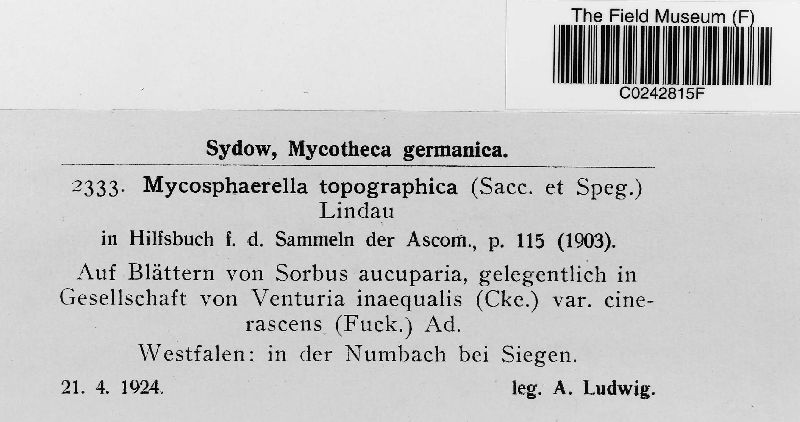 The Field Museum (F)
C0242815F
Sydow, Mycotheca germanica.
2333. Mycosphaerella topographica (Sacc. et Speg.)
Lindau
in Hilfsbuch f. d. Sammeln der Ascom., p. 115 (1903).
Auf Blättern von Sorbus aucuparia, gelegentlich in
Gesellschaft von Venturia inaequalis (Cke.) var. cine-
rascens (Fuck.) Ad.
Westfalen: in der Numbach bei Siegen.
21. 4. 1924. leg. A. Ludwig.